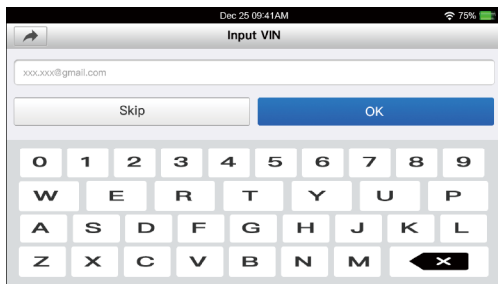 Dec 25 09:41AM 75%
Input VIN
xxx.xxx@gmail.com
Skip OK
0 1 2 3 4 5 6 7 8 9
W E R T Y U P
A S D F G H J K L
Z X C V B N M